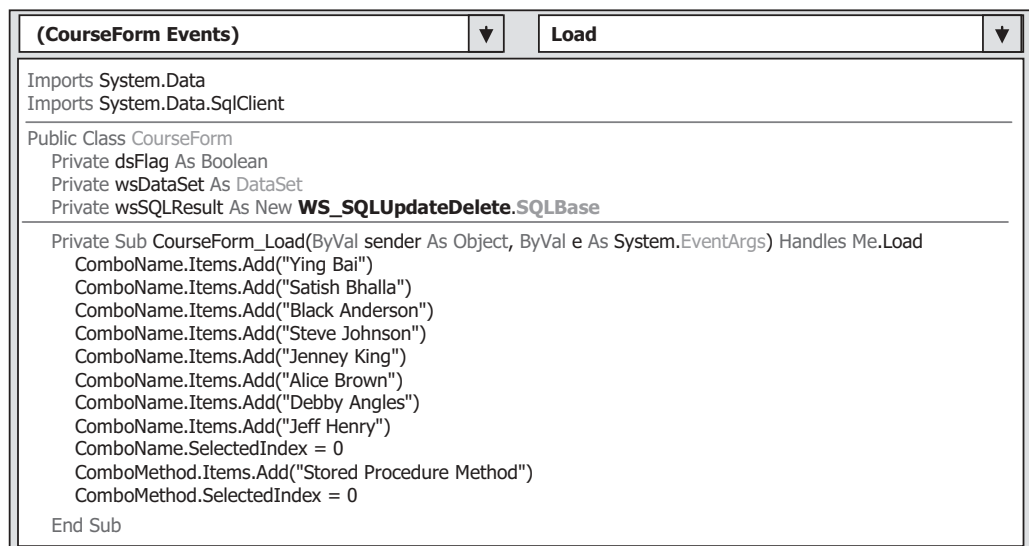 (CourseForm Events) Load
Imports System.Data
Imports System.Data.SqlClient
Public Class CourseForm
Private dsFlag As Boolean
Private wsDataSet As DataSet
Private wsSQLResult As New WS_SQLUpdateDelete.SQLBase
Private Sub CourseForm_Load(ByVal sender As Object, ByVal e As System.EventArgs) Handles Me.Load
ComboName.Items.Add("Ying Bai")
ComboName.Items.Add("Satish Bhalla")
ComboName.Items.Add("Black Anderson")
ComboName.Items.Add("Steve Johnson")
ComboName.Items.Add("Jenney King")
ComboName.Items.Add("Alice Brown")
ComboName.Items.Add("Debby Angles")
ComboName.Items.Add("Jeff Henry")
ComboName.SelectedIndex = 0
ComboMethod.Items.Add("Stored Procedure Method")
ComboMethod.SelectedIndex = 0
End Sub